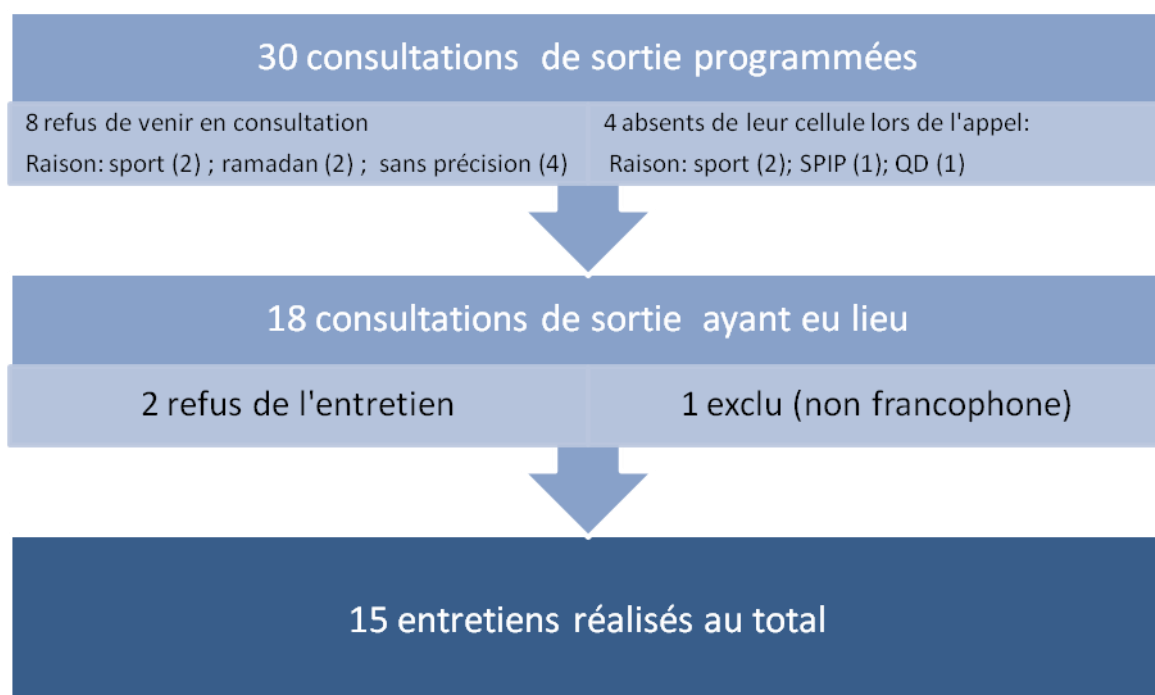 30 consultations de sortie programmées
8 refus de venir en consultation
Raison: sport (2) ; ramadan (2) ; sans précision (4)
4 absents de leur cellule lors de l'appel:
Raison: sport (2); SPIP (1); QD (1)
18 consultations de sortie ayant eu lieu
2 refus de l'entretien
1 exclu (non francophone)
15 entretiens réalisés au total